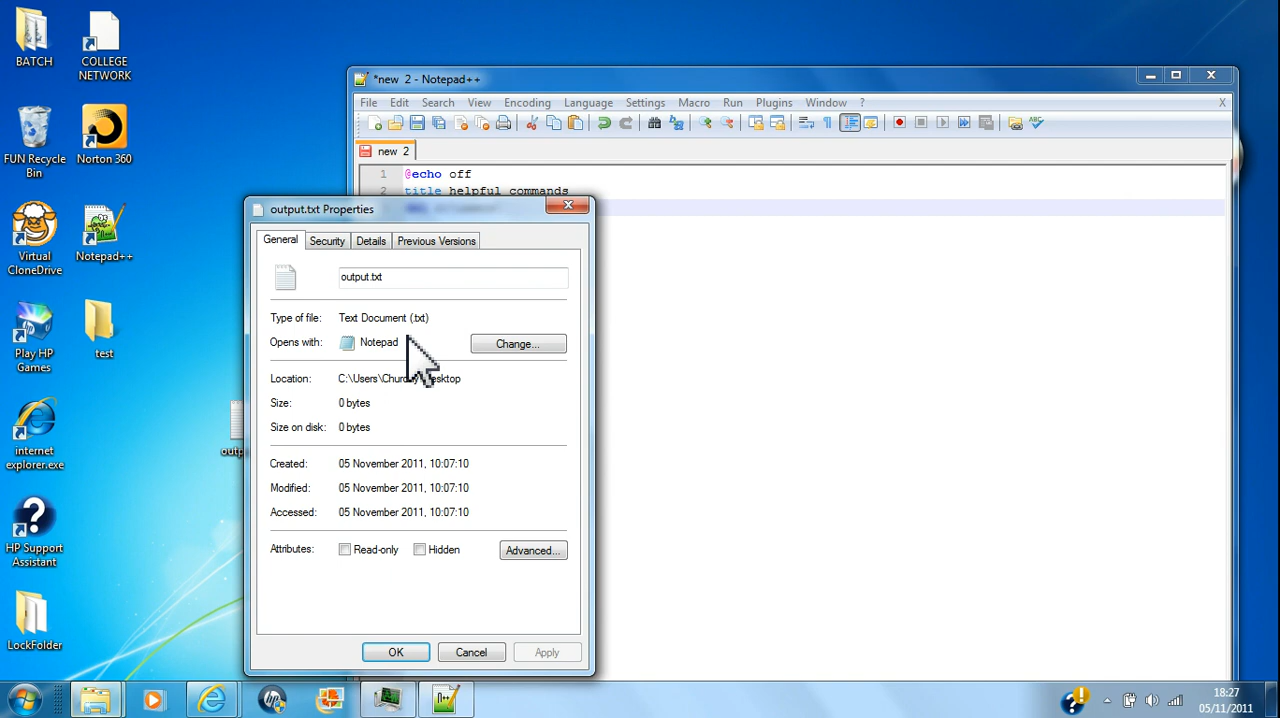 BATCH
COLLEGE
NETWORK
FUN Recycle
Bin
Norton 360
Virtual
CloneDrive
Notepad++
Play HP
Games
test
internet
explorer.exe
HP Support
Assistant
LockFolder
*new 2 - Notepad++
File Edit Search View Encoding Language Settings Macro Run Plugins Window ? X
new 2
1 @echo off
2 title helpful commands
output.txt Properties
General Security Details Previous Versions
output.txt
Type of file: Text Document (.txt)
Opens with: Notepad Change...
Location:
Size: 0 bytes
Size on disk: 0 bytes
Created: 05 November 2011, 10:07:10
Modified: 05 November 2011, 10:07:10
Accessed: 05 November 2011, 10:07:10
Attributes: Read-only Hidden Advanced...
OK Cancel Apply
18:27
05/11/2011